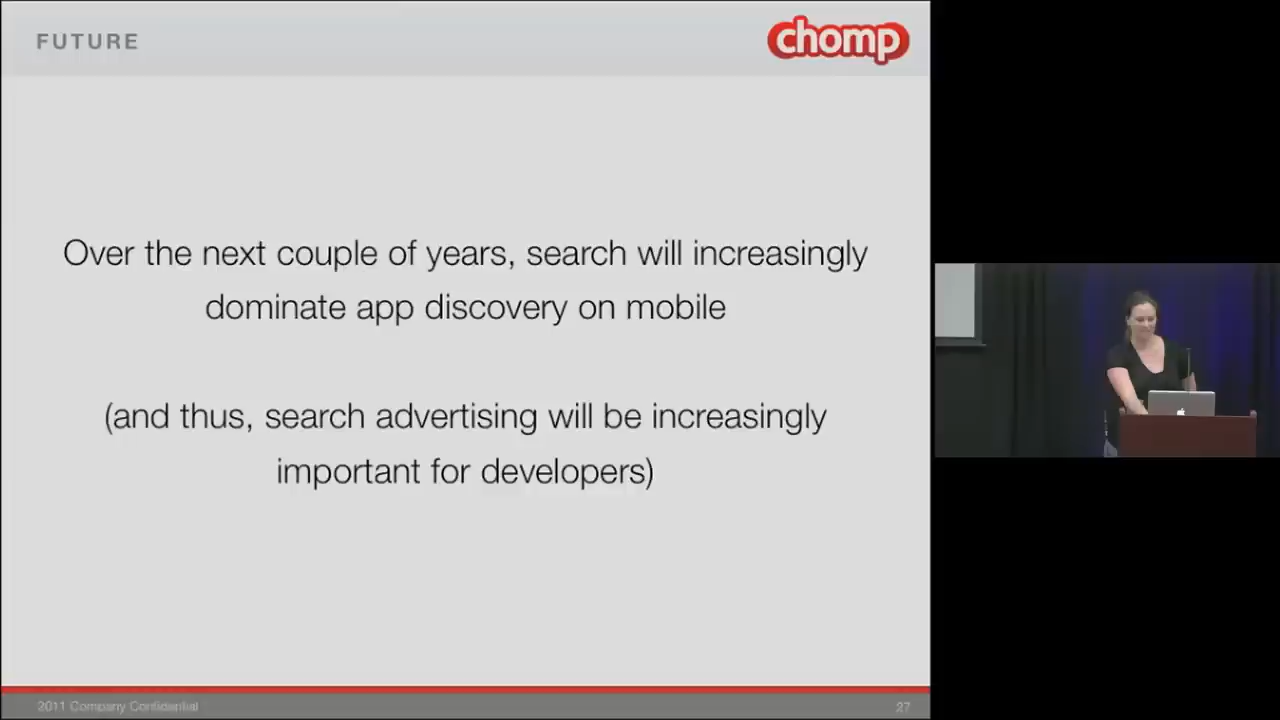 FUTURE
chomp
Over the next couple of years, search will increasingly
dominate app discovery on mobile
(and thus, search advertising will be increasingly
important for developers)
2011 Company Confidential
27